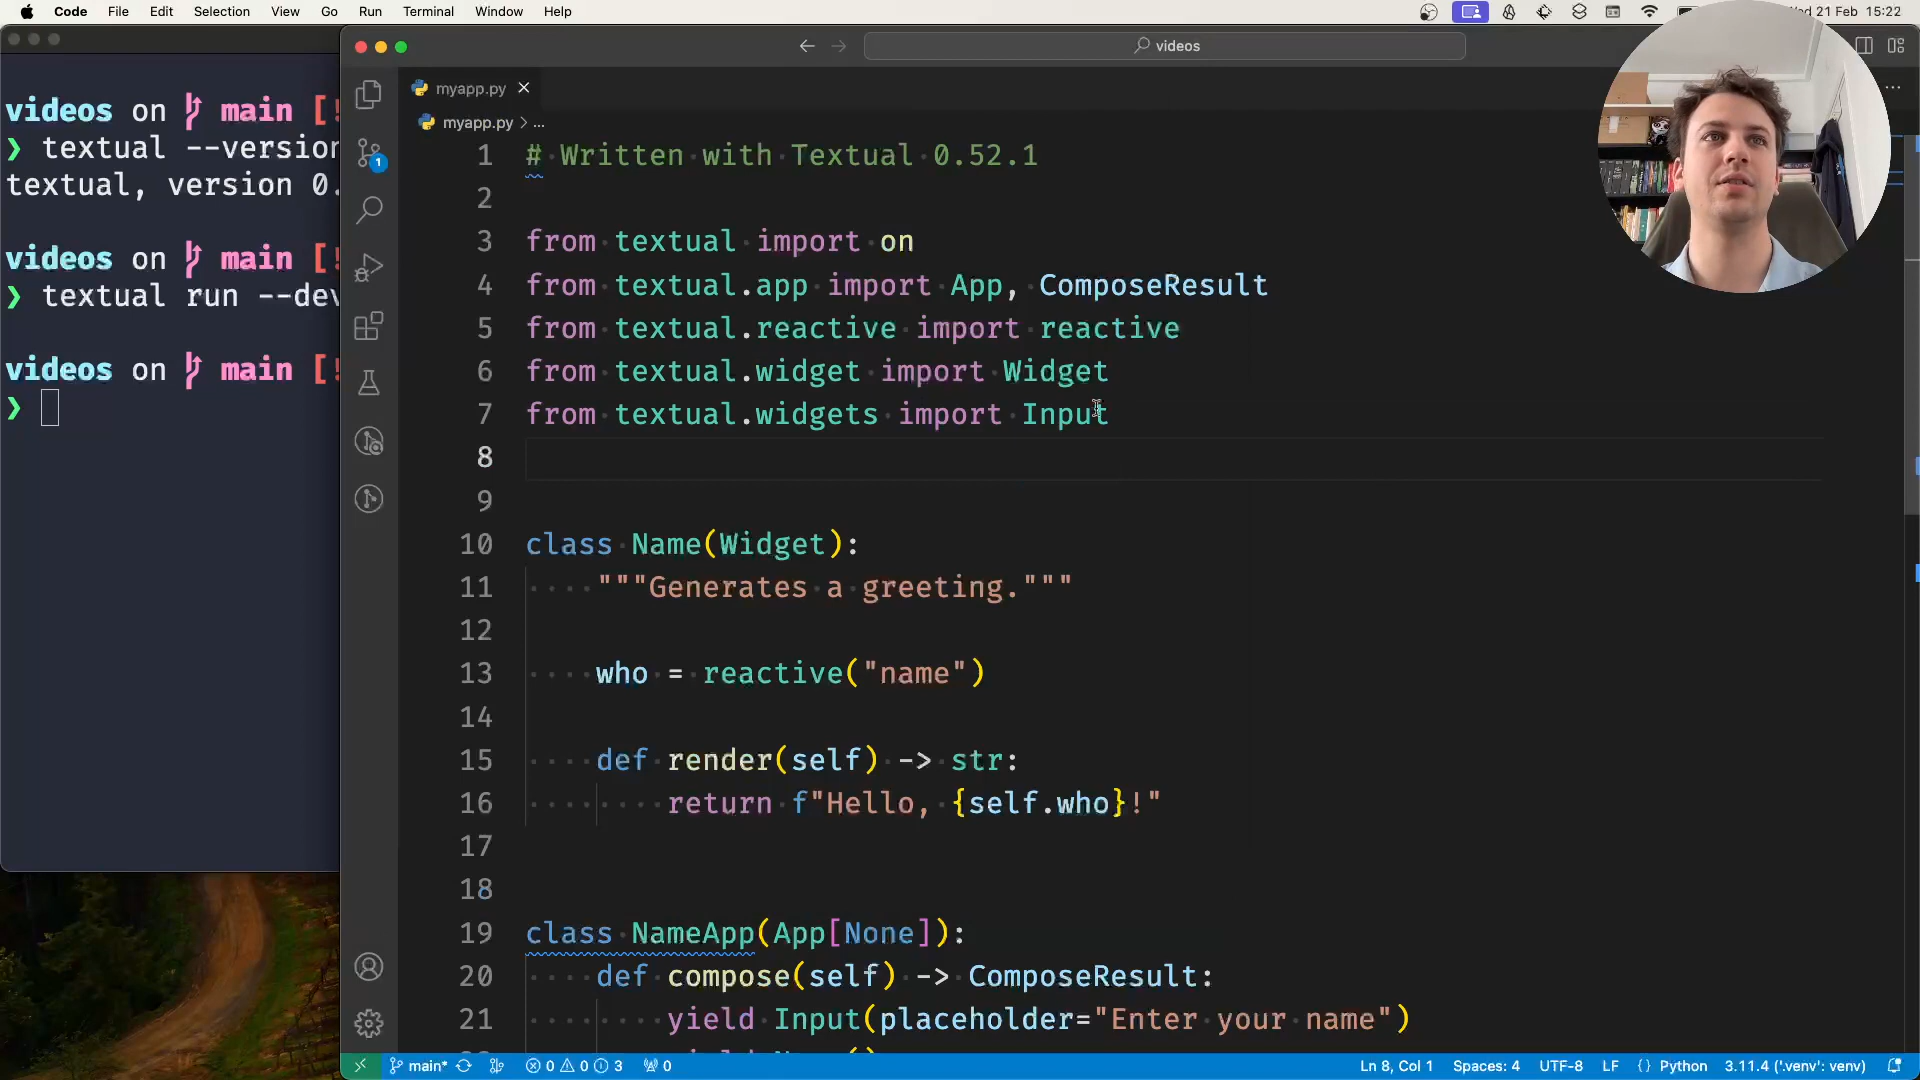 Code File Edit Selection View Go Run Terminal Window Help
Wed 21 Feb 15:22
videos
videos on main [!
❯ textual --version
textual, version 0.
videos on main [!
❯ textual run --dev
videos on main [!
❯
1
myapp.py
myapp.py > ...
1 # Written with Textual 0.52.1
2
3 from textual import on
4 from textual.app import App, ComposeResult
5 from textual.reactive import reactive
6 from textual.widget import Widget
7 from textual.widgets import Input
8
9
10 class Name(Widget):
11 """Generates a greeting."""
12
13 who = reactive("name")
14
15 def render(self) -> str:
16 return f"Hello, {self.who}!"
17
18
19 class NameApp(App[None]):
20 def compose(self) -> ComposeResult:
21 yield Input(placeholder="Enter your name")
main* 0 0 3 0 Ln 8, Col 1 Spaces: 4 UTF-8 LF {} Python 3.11.4 ('.venv': venv)